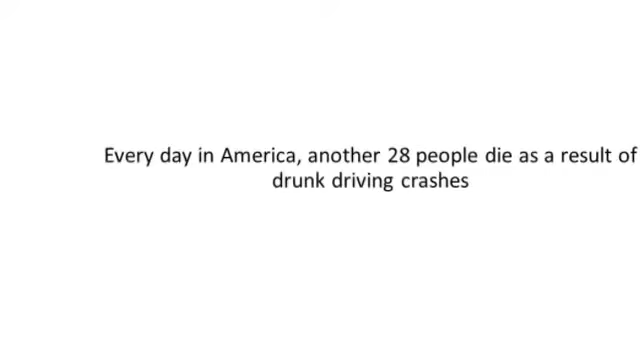 Every day in America, another 28 people die as a result of
drunk driving crashes